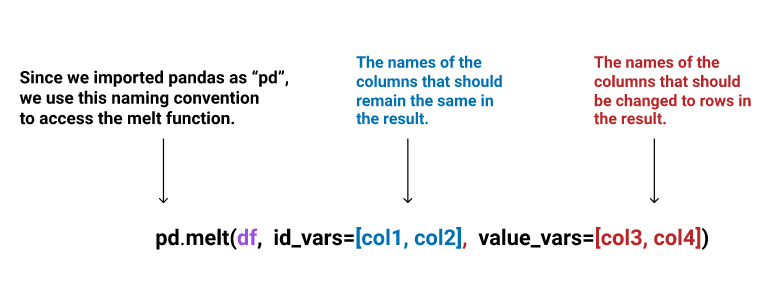 Since we imported pandas as “pd”,
we use this naming convention
to access the melt function.
The names of the
columns that should
remain the same in
the result.
The names of the
columns that should
be changed to rows in
the result.
pd.melt(df, id_vars=[col1, col2], value_vars=[col3, col4])